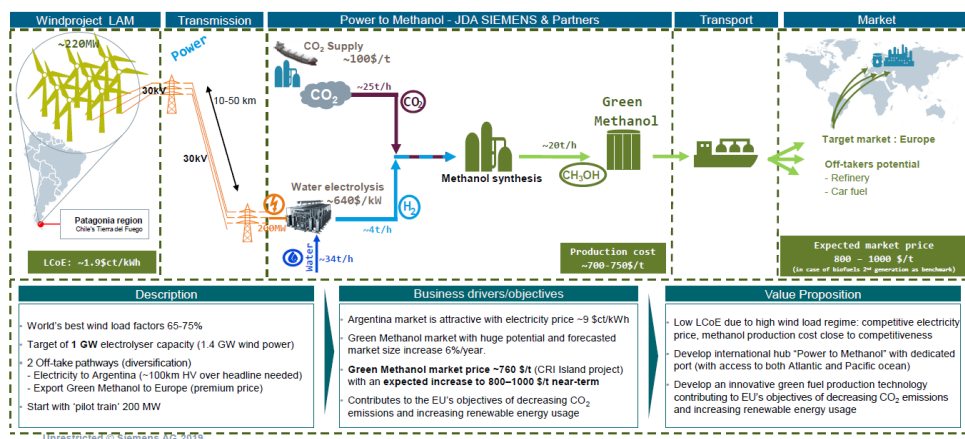 Windproject LAM
Transmission
Power to Methanol - JDA SIEMENS & Partners
Transport
Market
~220MW
Power
30kV
10-50 km
30kV
Patagonia region
Chile's Tierra del Fuego
LCoE: ~1.9$ct/kWh
CO2 Supply
~100$/t
CO2
~25t/h
CO2
Water electrolysis
~640$/kW
200MW
H2
~4t/h
Water
~34t/h
Methanol synthesis
~20t/h
CH3OH
Green
Methanol
Production cost
~700-750$/t
Target market : Europe
Off-takers potential
- Refinery
- Car fuel
Expected market price
800 – 1000 $/t
(in case of biofuels 2nd generation as benchmark)
Description
- World's best wind load factors 65-75%
- Target of 1 GW electrolyser capacity (1.4 GW wind power)
- 2 Off-take pathways (diversification)
- Electricity to Argentina (~100km HV over headline needed)
- Export Green Methanol to Europe (premium price)
- Start with 'pilot train' 200 MW
Business drivers/objectives
- Argentina market is attractive with electricity price ~9 $ct/kWh
- Green Methanol market with huge potential and forecasted
market size increase 6%/year.
- Green Methanol market price ~760 $/t (CRI Island project)
with an expected increase to 800–1000 $/t near-term
- Contributes to the EU's objectives of decreasing CO2
emissions and increasing renewable energy usage
Value Proposition
- Low LCoE due to high wind load regime: competitive electricity
price, methanol production cost close to competitiveness
- Develop international hub "Power to Methanol" with dedicated
port (with access to both Atlantic and Pacific ocean)
- Develop an innovative green fuel production technology
contributing to EU's objectives of decreasing CO2 emissions
and increasing renewable energy usage
Unrestricted © Siemens AG 2019